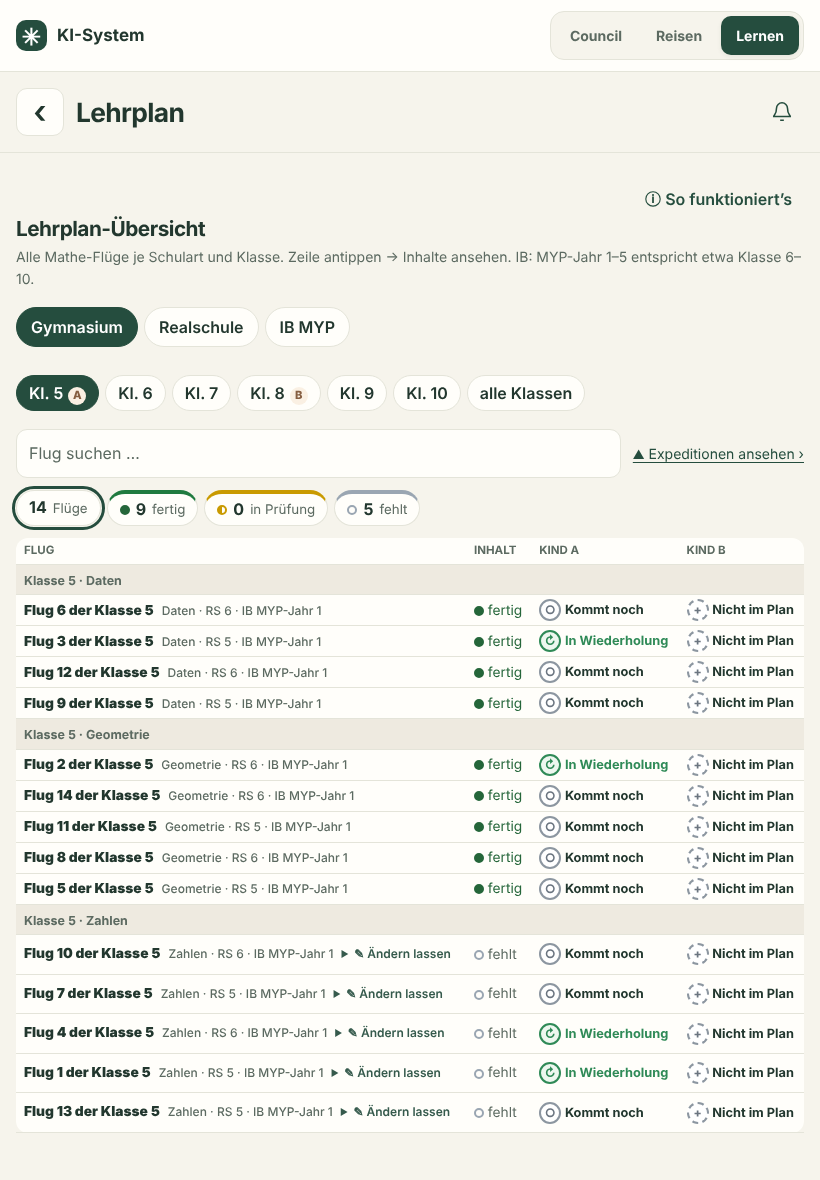 KI-System
Council Reisen Lernen
Lehrplan
ⓘ So funktioniert’s
Lehrplan-Übersicht
Alle Mathe-Flüge je Schulart und Klasse. Zeile antippen → Inhalte ansehen. IB: MYP-Jahr 1–5 entspricht etwa Klasse 6–
10.
Gymnasium Realschule IB MYP
Kl. 5 A Kl. 6 Kl. 7 Kl. 8 B Kl. 9 Kl. 10 alle Klassen
Flug suchen … ▲ Expeditionen ansehen ›
14 Flüge 9 fertig 0 in Prüfung 5 fehlt
FLUG INHALT KIND A KIND B
Klasse 5 · Daten
Flug 6 der Klasse 5 Daten · RS 6 · IB MYP-Jahr 1 fertig Kommt noch Nicht im Plan
Flug 3 der Klasse 5 Daten · RS 5 · IB MYP-Jahr 1 fertig In Wiederholung Nicht im Plan
Flug 12 der Klasse 5 Daten · RS 6 · IB MYP-Jahr 1 fertig Kommt noch Nicht im Plan
Flug 9 der Klasse 5 Daten · RS 5 · IB MYP-Jahr 1 fertig Kommt noch Nicht im Plan
Klasse 5 · Geometrie
Flug 2 der Klasse 5 Geometrie · RS 6 · IB MYP-Jahr 1 fertig In Wiederholung Nicht im Plan
Flug 14 der Klasse 5 Geometrie · RS 6 · IB MYP-Jahr 1 fertig Kommt noch Nicht im Plan
Flug 11 der Klasse 5 Geometrie · RS 5 · IB MYP-Jahr 1 fertig Kommt noch Nicht im Plan
Flug 8 der Klasse 5 Geometrie · RS 6 · IB MYP-Jahr 1 fertig Kommt noch Nicht im Plan
Flug 5 der Klasse 5 Geometrie · RS 5 · IB MYP-Jahr 1 fertig Kommt noch Nicht im Plan
Klasse 5 · Zahlen
Flug 10 der Klasse 5 Zahlen · RS 6 · IB MYP-Jahr 1 ▶ ✎ Ändern lassen fehlt Kommt noch Nicht im Plan
Flug 7 der Klasse 5 Zahlen · RS 5 · IB MYP-Jahr 1 ▶ ✎ Ändern lassen fehlt Kommt noch Nicht im Plan
Flug 4 der Klasse 5 Zahlen · RS 6 · IB MYP-Jahr 1 ▶ ✎ Ändern lassen fehlt In Wiederholung Nicht im Plan
Flug 1 der Klasse 5 Zahlen · RS 5 · IB MYP-Jahr 1 ▶ ✎ Ändern lassen fehlt In Wiederholung Nicht im Plan
Flug 13 der Klasse 5 Zahlen · RS 5 · IB MYP-Jahr 1 ▶ ✎ Ändern lassen fehlt Kommt noch Nicht im Plan